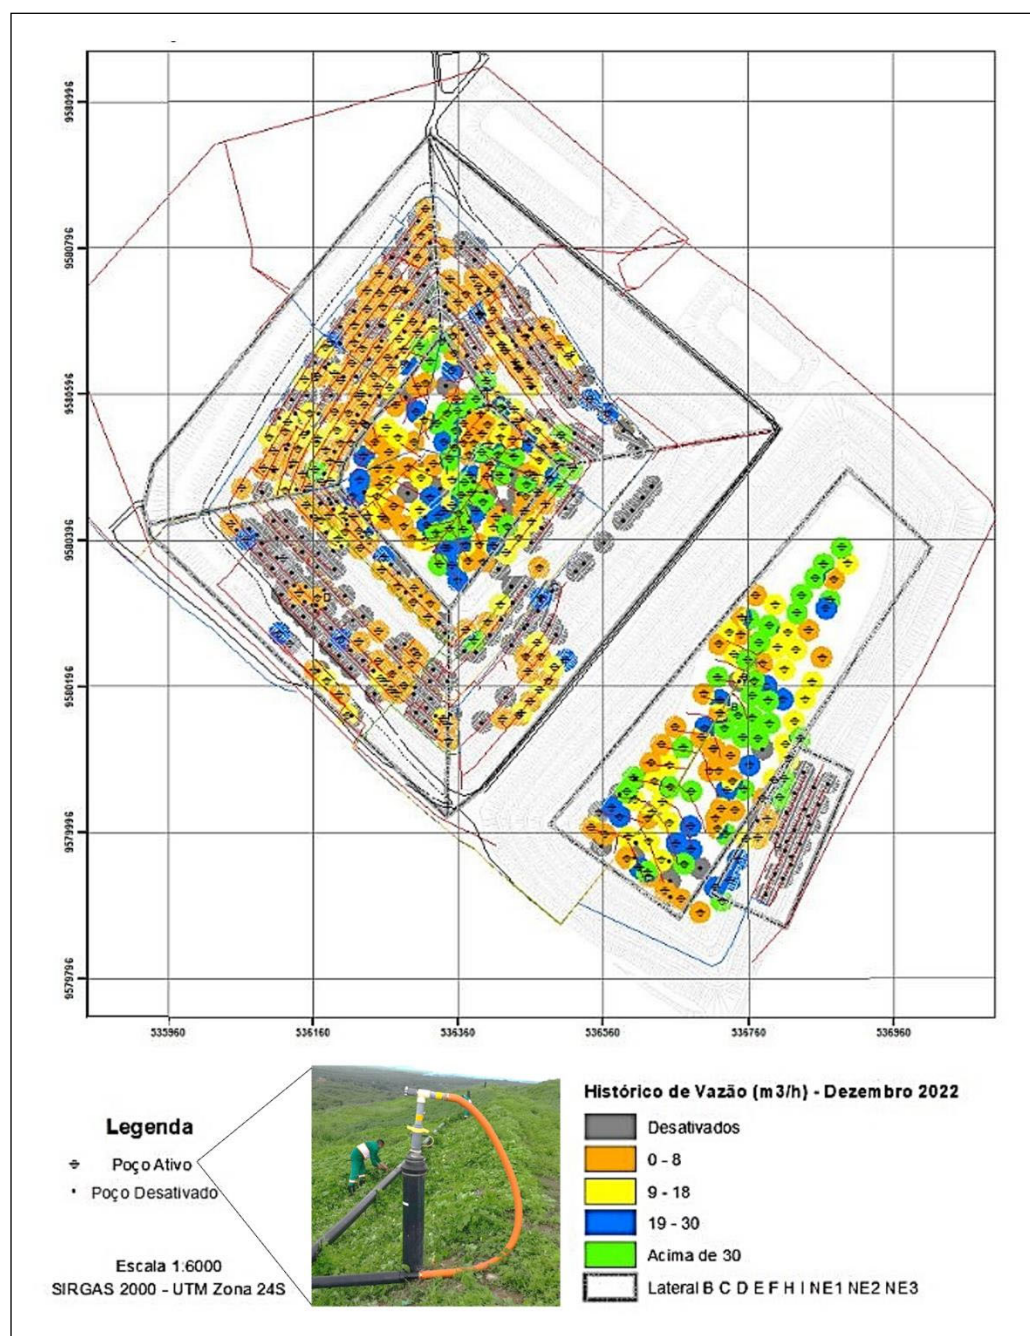 9580996
9580796
9580596
9580396
9580196
9579996
9579796
535960
536160
536360
536560
536760
536960
Legenda
Poço Ativo
Poço Desativado
Escala 1:6000
SIRGAS 2000 - UTM Zona 24S
Histórico de Vazão (m3/h) - Dezembro 2022
Desativados
0 - 8
9 - 18
19 - 30
Acima de 30
Lateral B C D E F H I NE1 NE2 NE3